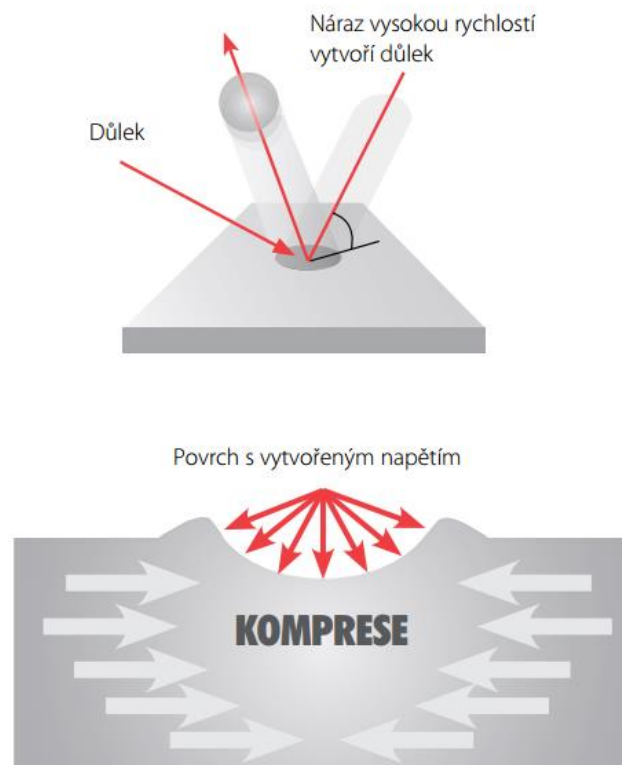 Náraz vysokou rychlostí
vytvoří důlek
Důlek
Povrch s vytvořeným napětím
KOMPRESE